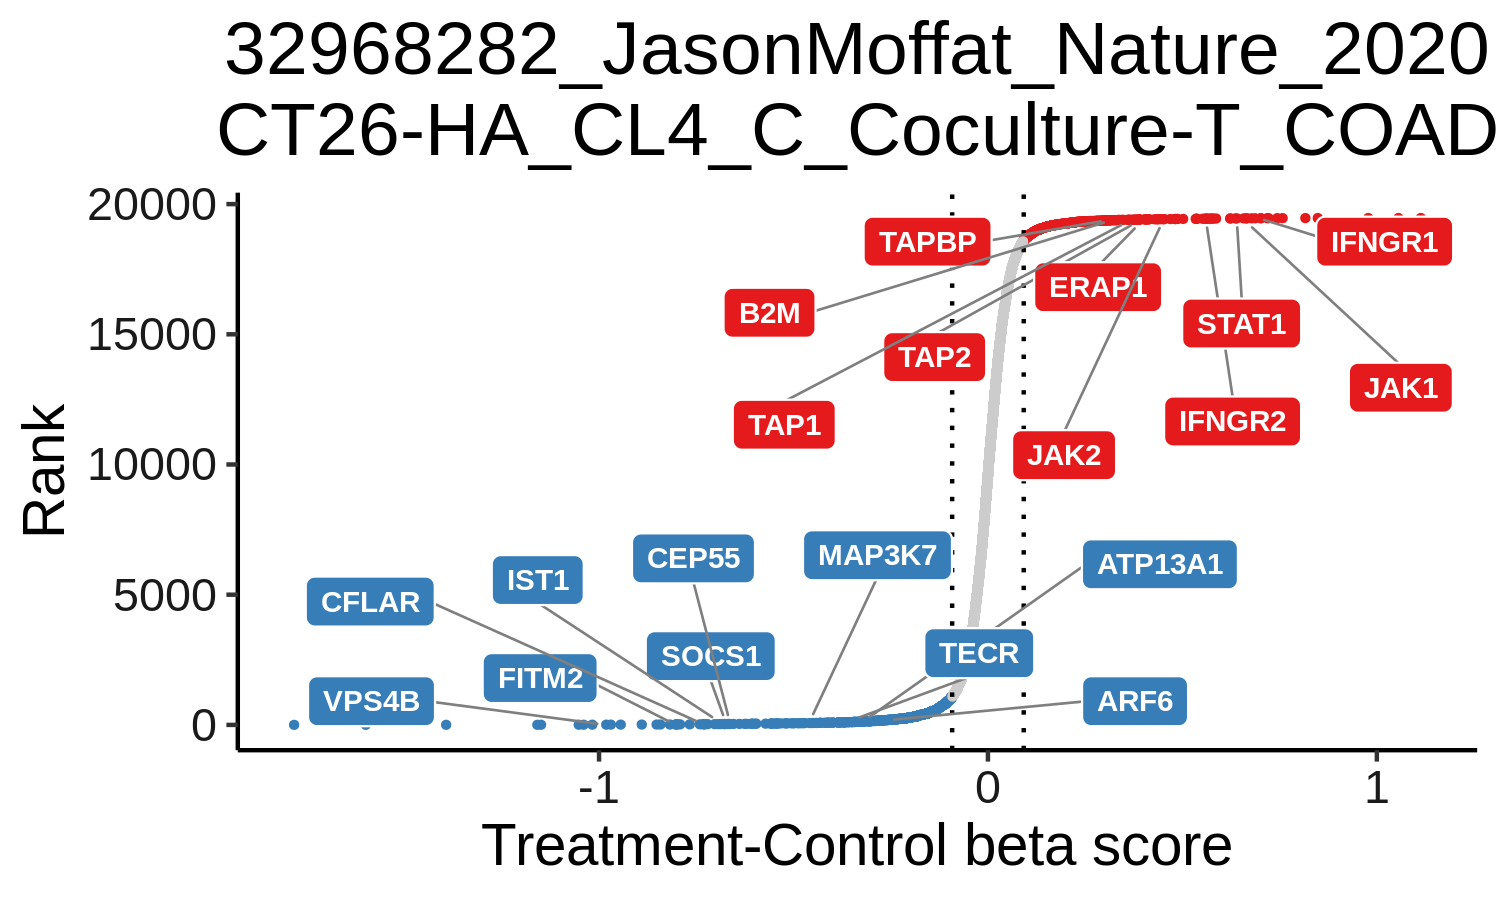 32968282_JasonMoffat_Nature_2020
CT26-HA_CL4_C_Coculture-T_COAD
20000
15000
10000
5000
0
Rank
TAPBP
IFNGR1
ERAP1
B2M
STAT1
TAP2
JAK1
TAP1
IFNGR2
JAK2
CEP55
MAP3K7
ATP13A1
IST1
CFLAR
SOCS1
TECR
FITM2
VPS4B
ARF6
-1
0
1
Treatment-Control beta score